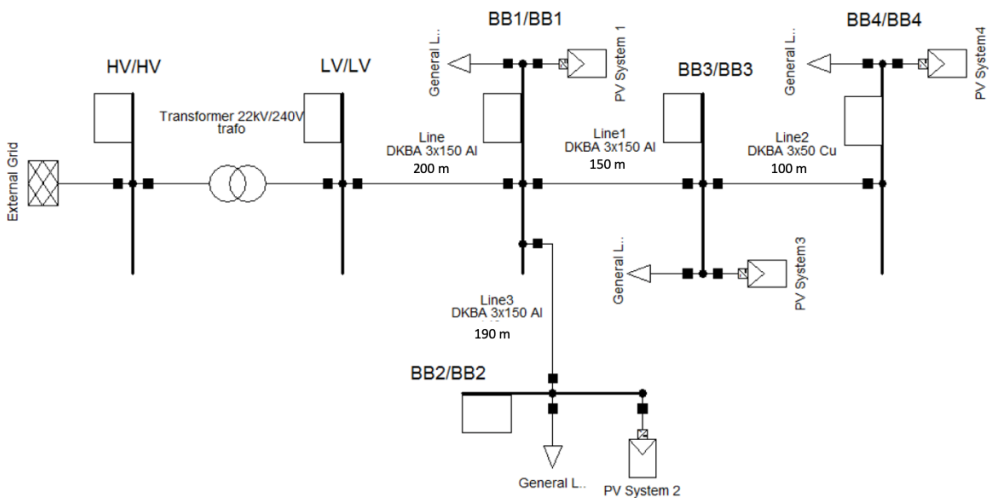 BB1/BB1
BB4/BB4
HV/HV
LV/LV
General L..
PV System 1
BB3/BB3
General L..
PV System4
Transformer 22kV/240V
trafo
Line
DKBA 3x150 Al
200 m
Line1
DKBA 3x150 Al
150 m
Line2
DKBA 3x50 Cu
100 m
External Grid
General L..
PV System3
Line3
DKBA 3x150 Al
190 m
BB2/BB2
General L..
PV System 2